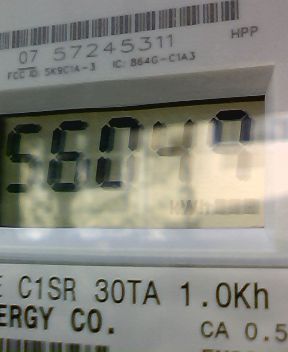 HPP
07 57245311
FCC ID: SK9C1A-3 IC: 864G-C1A3
56049
kWh
C1SR 30TA 1.0Kh
CO.
CA 0.5